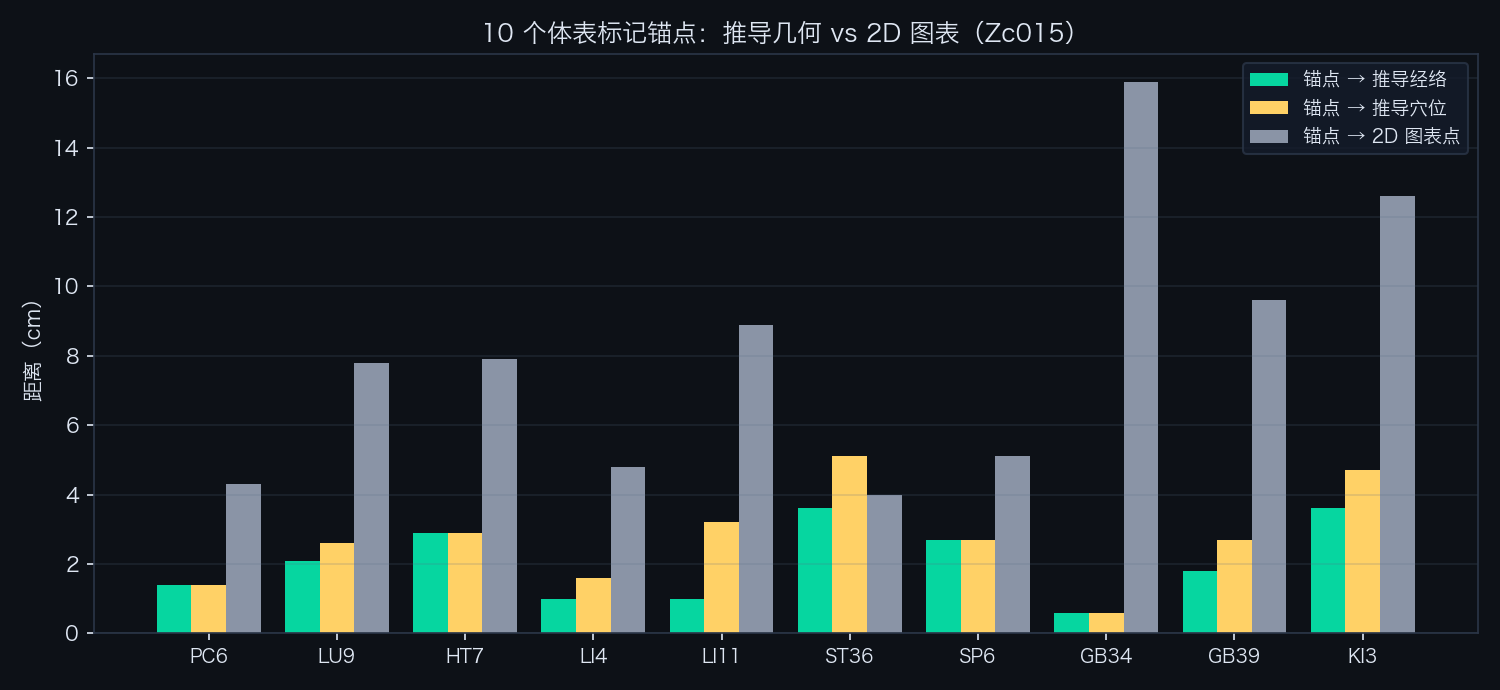 10 个体表标记锚点：推导几何 vs 2D 图表（Zc015）
锚点 → 推导经络
锚点 → 推导穴位
锚点 → 2D 图表点
距离（cm）
16
14
12
10
8
6
4
2
0
PC6 LU9 HT7 LI4 LI11 ST36 SP6 GB34 GB39 KI3